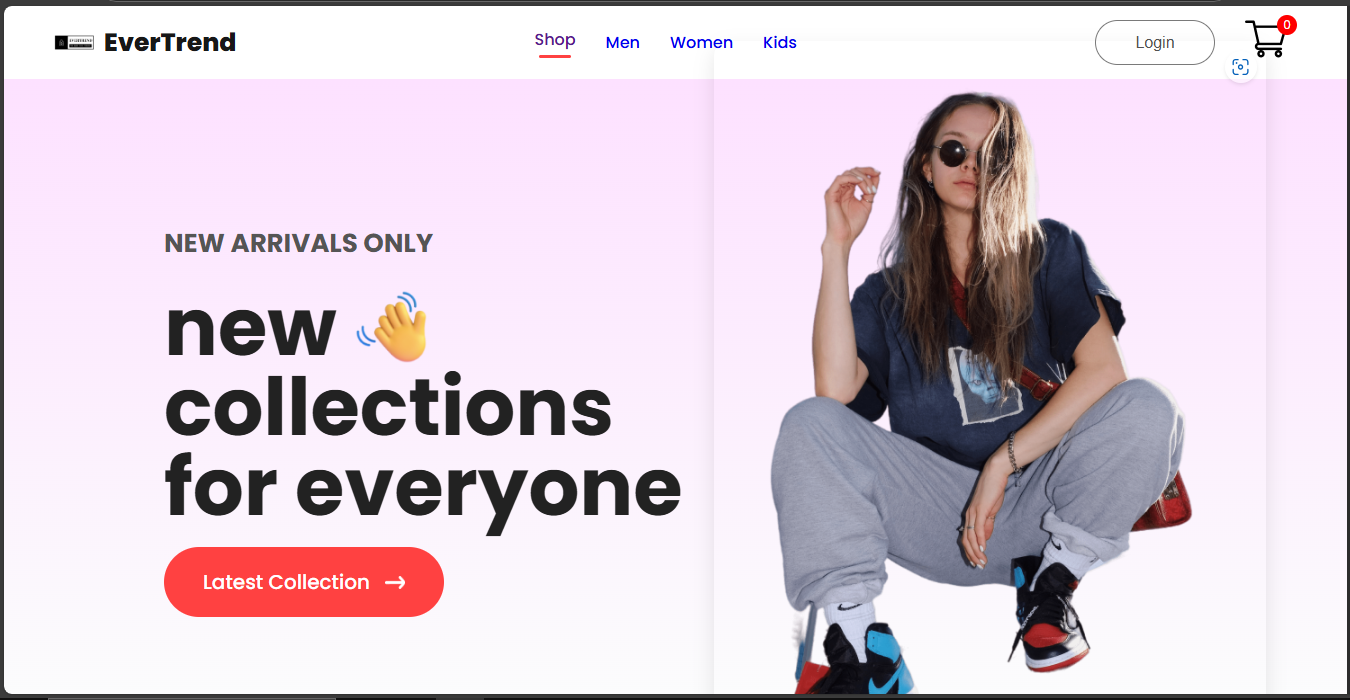 EverTrend
Shop
Men
Women
Kids
Login
0
NEW ARRIVALS ONLY
new
collections
for everyone
Latest Collection